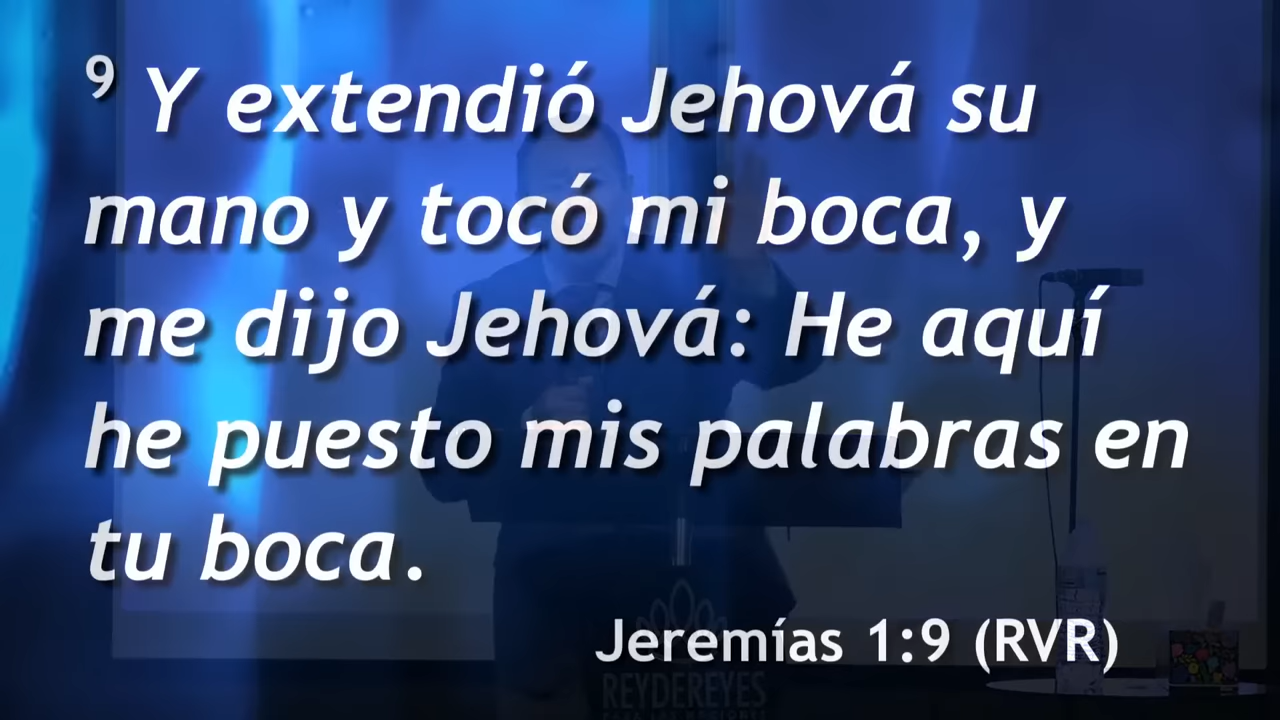 9 Y extendió Jehová su
mano y tocó mi boca, y
me dijo Jehová: He aquí
he puesto mis palabras en
tu boca.
Jeremías 1:9 (RVR)
REYDEREYES